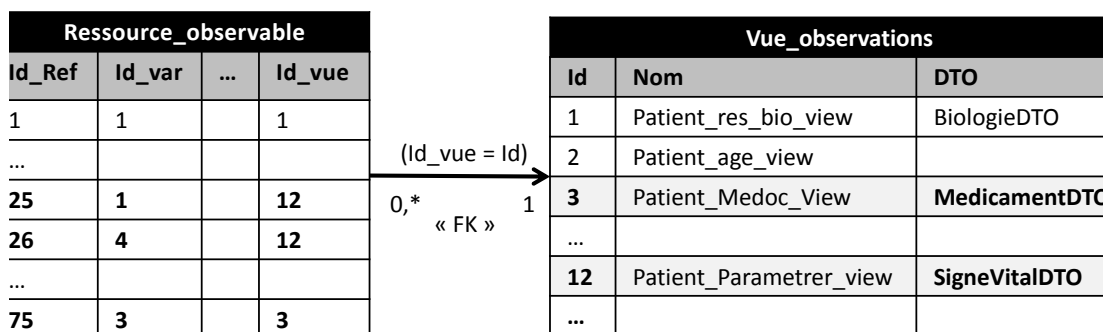 Ressource_observable
Id_Ref Id_var ... Id_vue
1 1 1
...
25 1 12
26 4 12
...
75 3 3
(Id_vue = Id)
0,* 1
« FK »
Vue_observations
Id Nom DTO
1 Patient_res_bio_view BiologieDTO
2 Patient_age_view
3 Patient_Medoc_View MedicamentDTO
...
12 Patient_Parametrer_view SigneVitalDTO
...